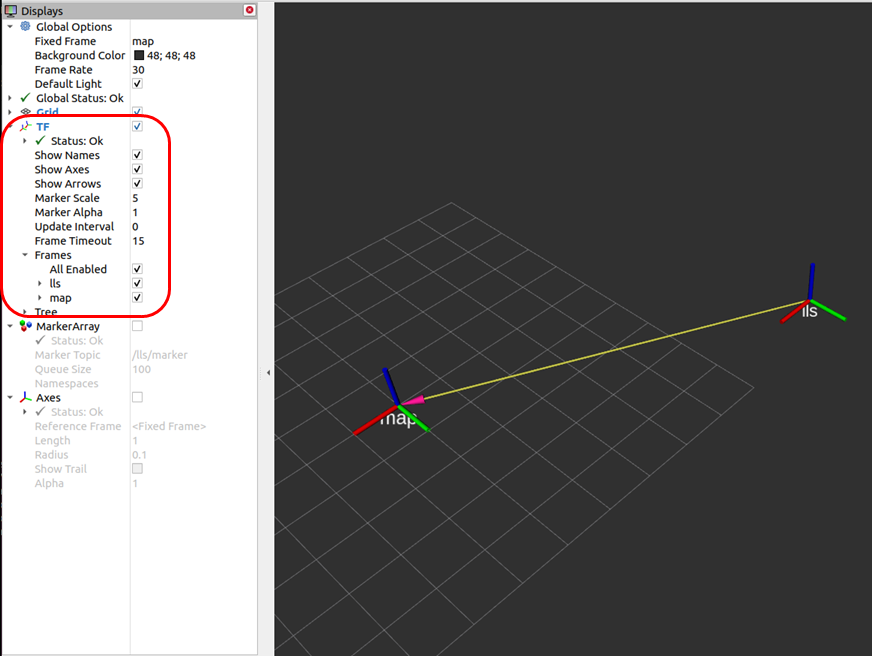 Displays
Global Options
Fixed Frame map
Background Color 48; 48; 48
Frame Rate 30
Default Light
Global Status: Ok
Grid
TF
Status: Ok
Show Names
Show Axes
Show Arrows
Marker Scale 5
Marker Alpha 1
Update Interval 0
Frame Timeout 15
Frames
All Enabled
lls
map
Tree
MarkerArray
Status: Ok
Marker Topic /lls/marker
Queue Size 100
Namespaces
Axes
Status: Ok
Reference Frame <Fixed Frame>
Length 1
Radius 0.1
Show Trail
Alpha 1
lls
map